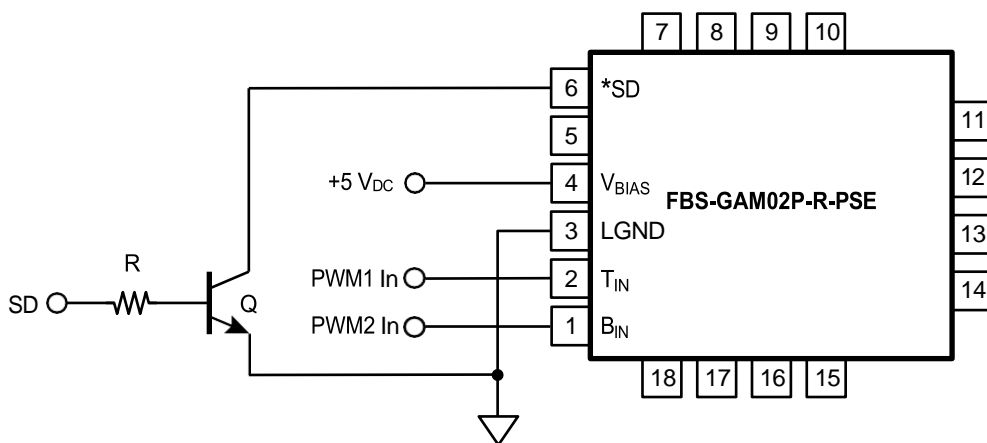 7 8 9 10
6 *SD
5
11
+5 VDC 4 VBIAS
12
FBS-GAM02P-R-PSE
3 LGND
13
R
PWM1 In 2 TIN
14
SD Q
PWM2 In 1 BIN
18 17 16 15